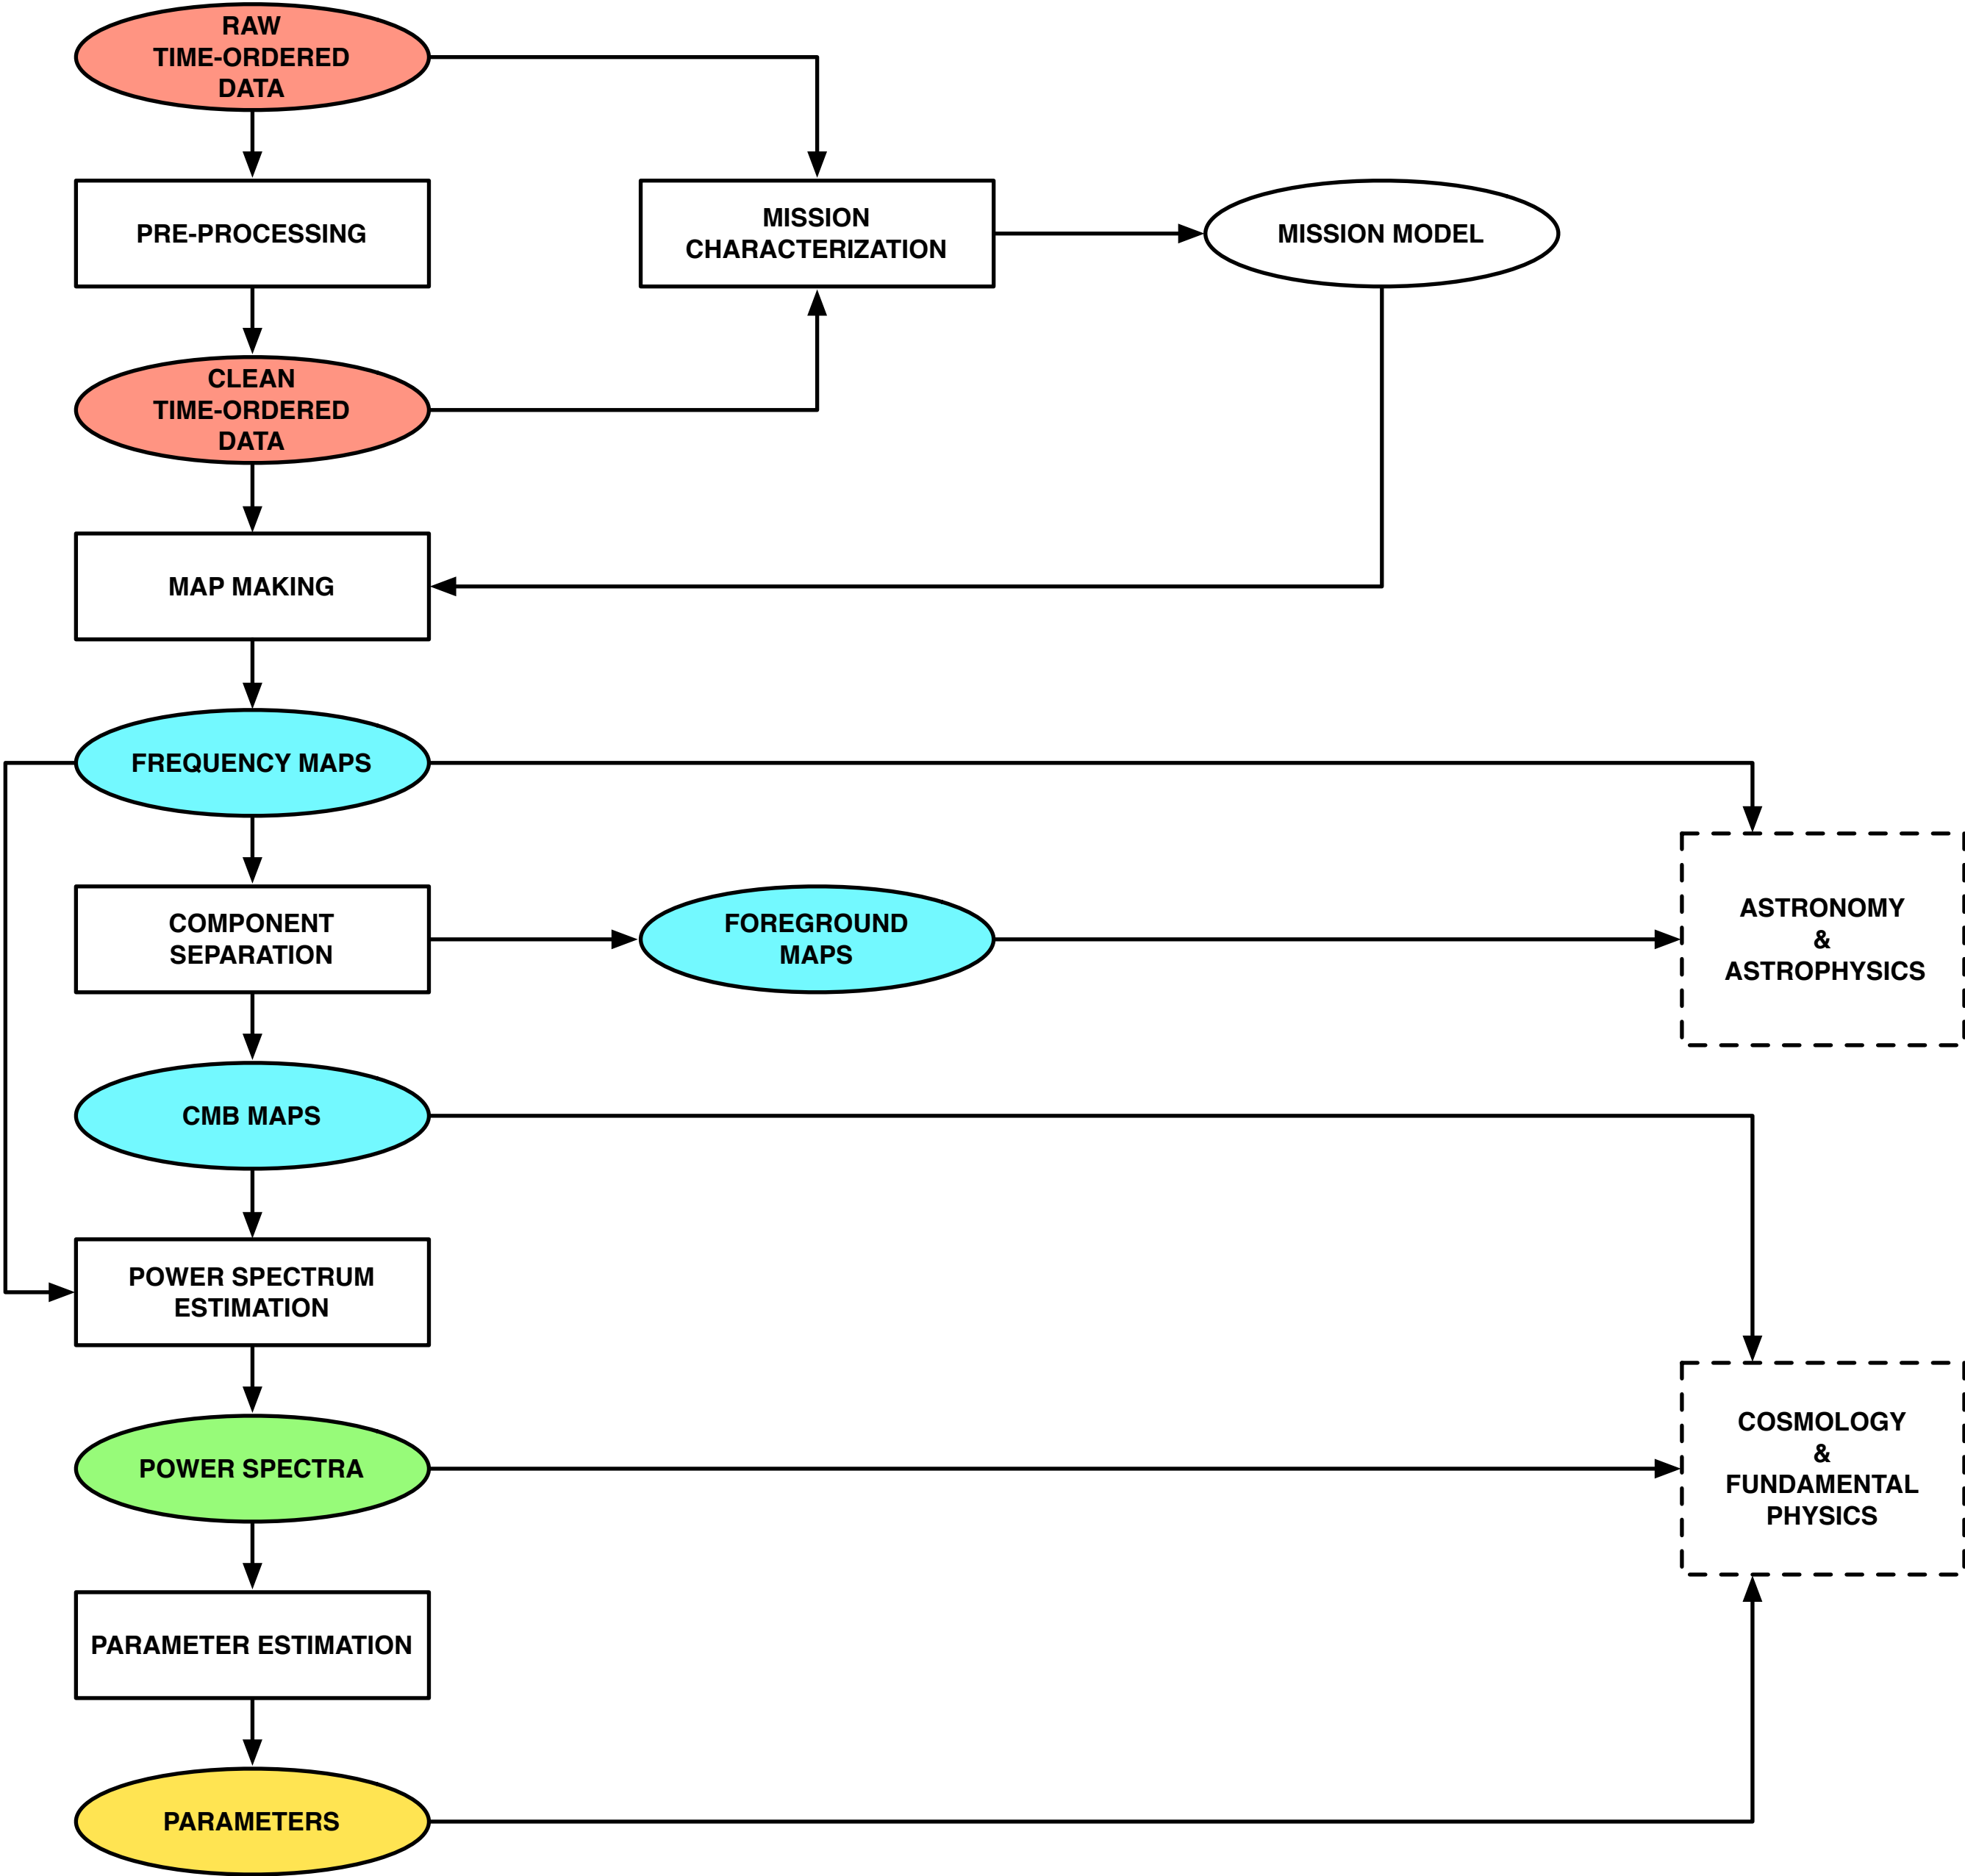 RAW
TIME-ORDERED
DATA
PRE-PROCESSING
MISSION
CHARACTERIZATION
MISSION MODEL
CLEAN
TIME-ORDERED
DATA
MAP MAKING
FREQUENCY MAPS
COMPONENT
SEPARATION
FOREGROUND
MAPS
ASTRONOMY
&
ASTROPHYSICS
CMB MAPS
POWER SPECTRUM
ESTIMATION
POWER SPECTRA
COSMOLOGY
&
FUNDAMENTAL
PHYSICS
PARAMETER ESTIMATION
PARAMETERS